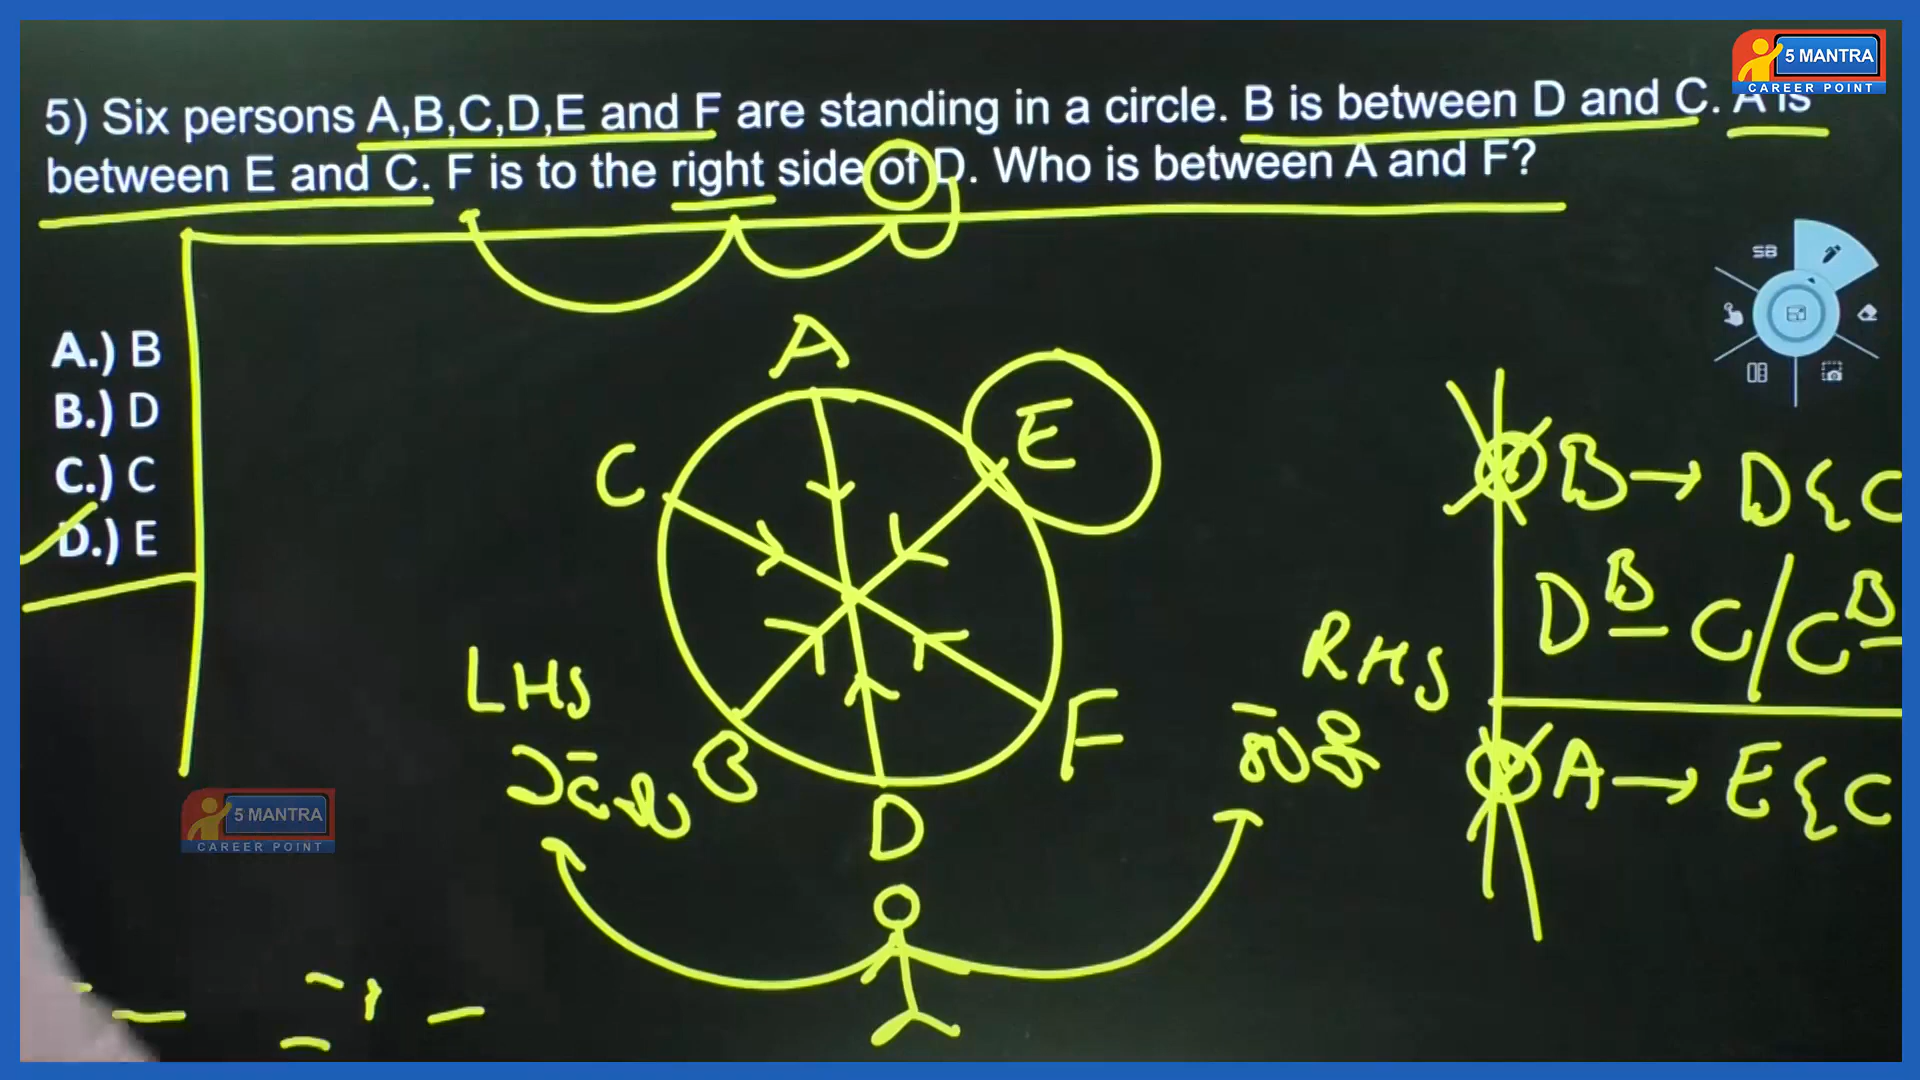 5 MANTRA
CAREER POINT
5) Six persons A,B,C,D,E and F are standing in a circle. B is between D and C. A is
between E and C. F is to the right side of D. Who is between A and F?
SB
A.) B
B.) D
C.) C
D.) E
A
E
C
B
D
F
LHS
RHS
B → D{C
D B C/C B
A → E{C
5 MANTRA
CAREER POINT